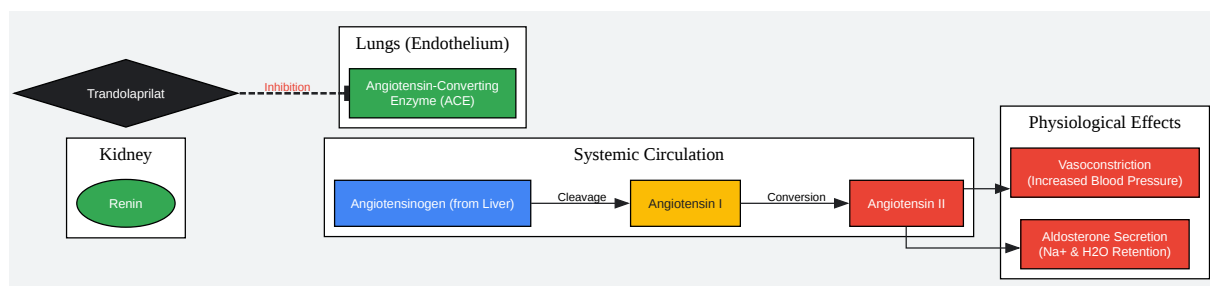 Lungs (Endothelium)
Trandolaprilat
Inhibition
Angiotensin-Converting
Enzyme (ACE)
Kidney
Renin
Systemic Circulation
Angiotensinogen (from Liver)
Cleavage
Angiotensin I
Conversion
Angiotensin II
Physiological Effects
Vasoconstriction
(Increased Blood Pressure)
Aldosterone Secretion
(Na+ & H2O Retention)